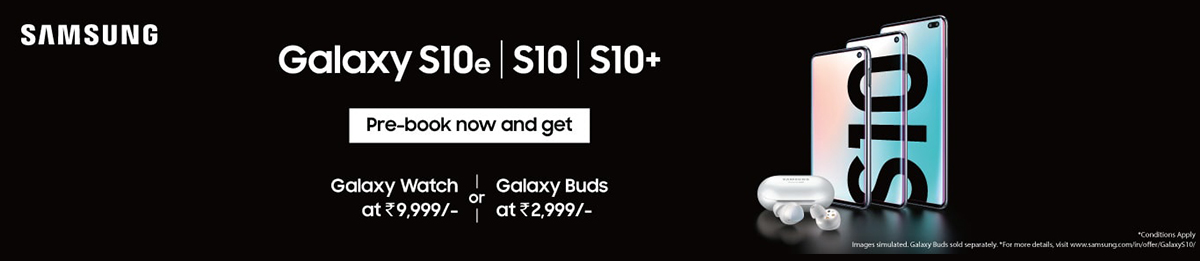 SAMSUNG
Galaxy S10e | S10 | S10+
Pre-book now and get
Galaxy Watch
at ₹9,999/-
or
Galaxy Buds
at ₹2,999/-
S10
SAMSUNG
*Conditions Apply
Images simulated. Galaxy Buds sold separately. *For more details, visit www.samsung.com/in/offer/GalaxyS10/